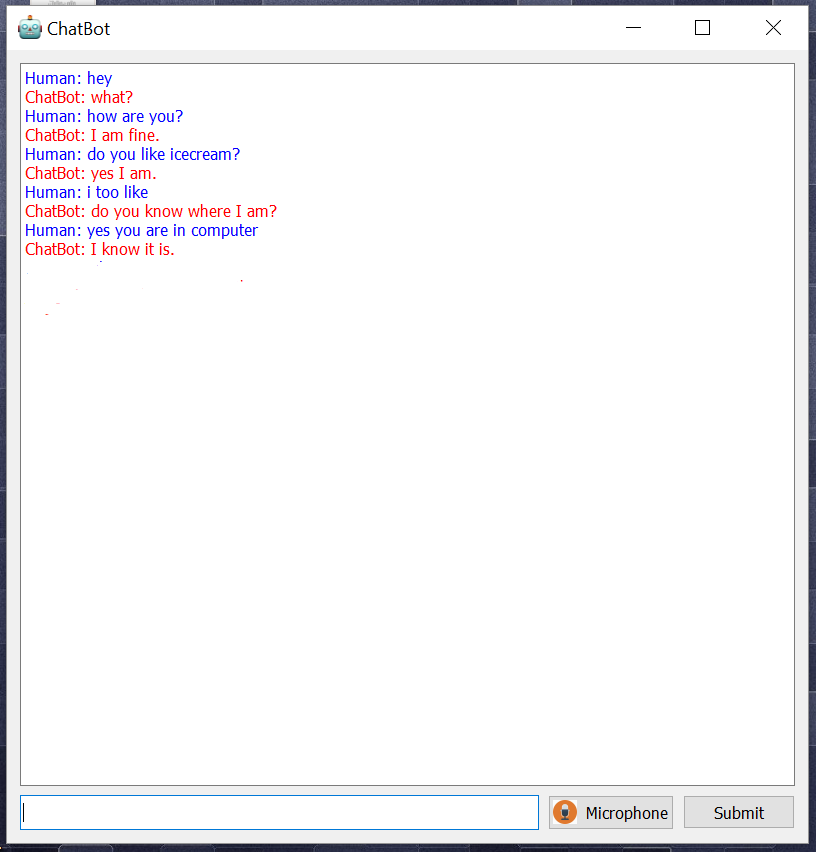 ChatBot
Human: hey
ChatBot: what?
Human: how are you?
ChatBot: I am fine.
Human: do you like icecream?
ChatBot: yes I am.
Human: i too like
ChatBot: do you know where I am?
Human: yes you are in computer
ChatBot: I know it is.
Microphone
Submit